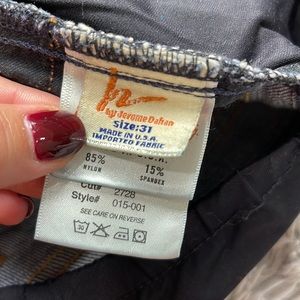 by Jerome Dahan
Size:31
MADE IN U.S.A.
IMPORTED FABRIC
85% 15%
NYLON SPANDEX
Cut# 2728
Style# 015-001
SEE CARE ON REVERSE
30